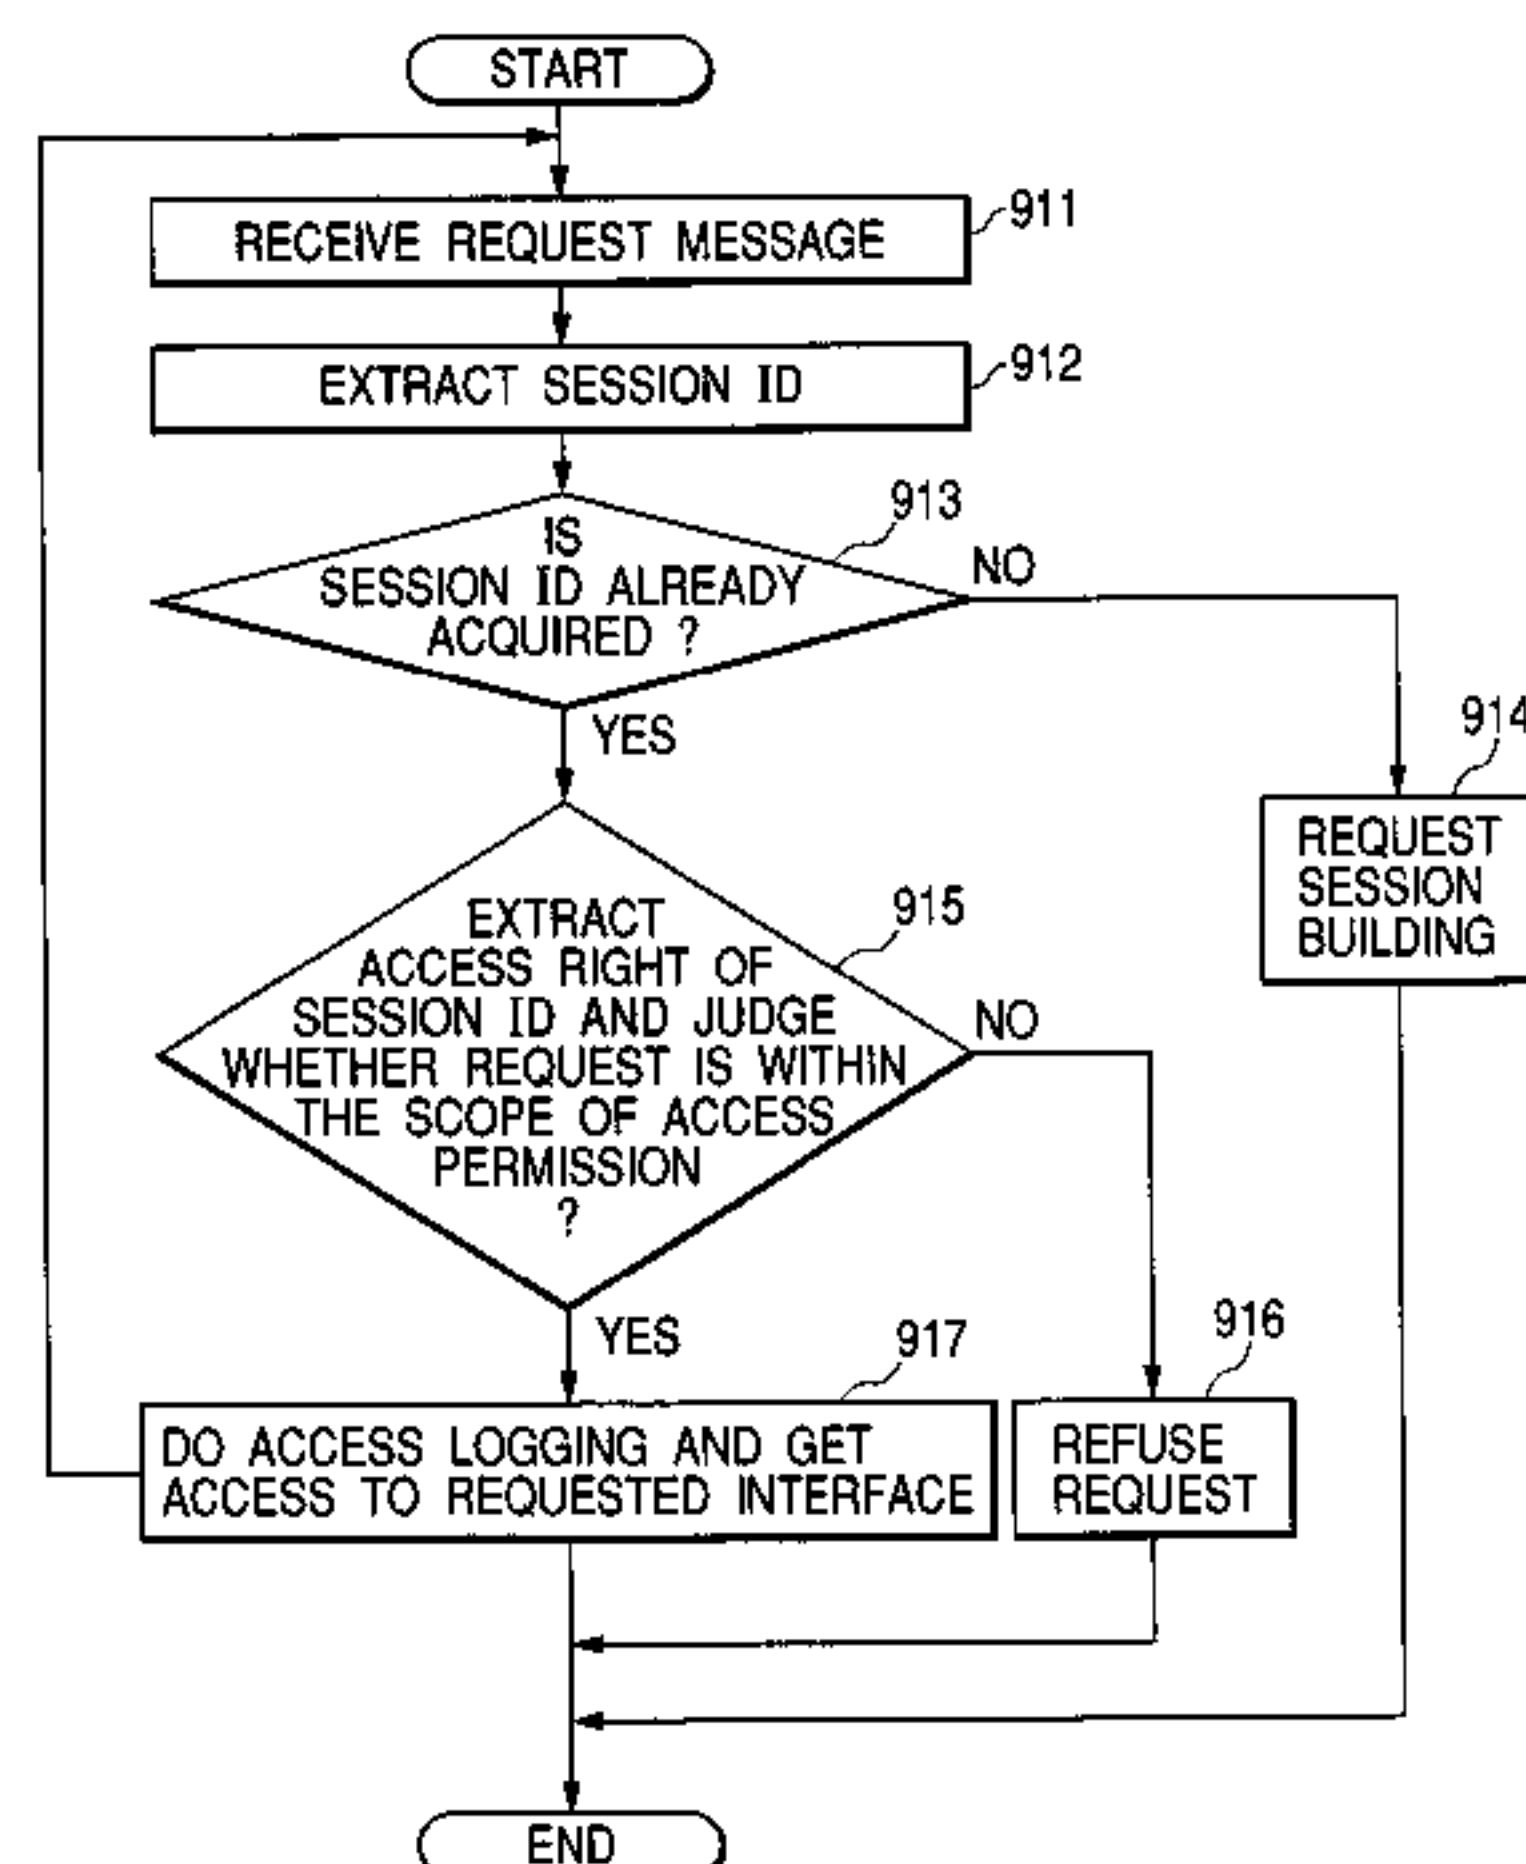 START
RECEIVE REQUEST MESSAGE
911
EXTRACT SESSION ID
912
IS
SESSION ID ALREADY
ACQUIRED ?
913
NO
YES
914
REQUEST
SESSION
BUILDING
EXTRACT
ACCESS RIGHT OF
SESSION ID AND JUDGE
WHETHER REQUEST IS WITHIN
THE SCOPE OF ACCESS
PERMISSION
?
915
NO
YES
917
DO ACCESS LOGGING AND GET
ACCESS TO REQUESTED INTERFACE
916
REFUSE
REQUEST
END